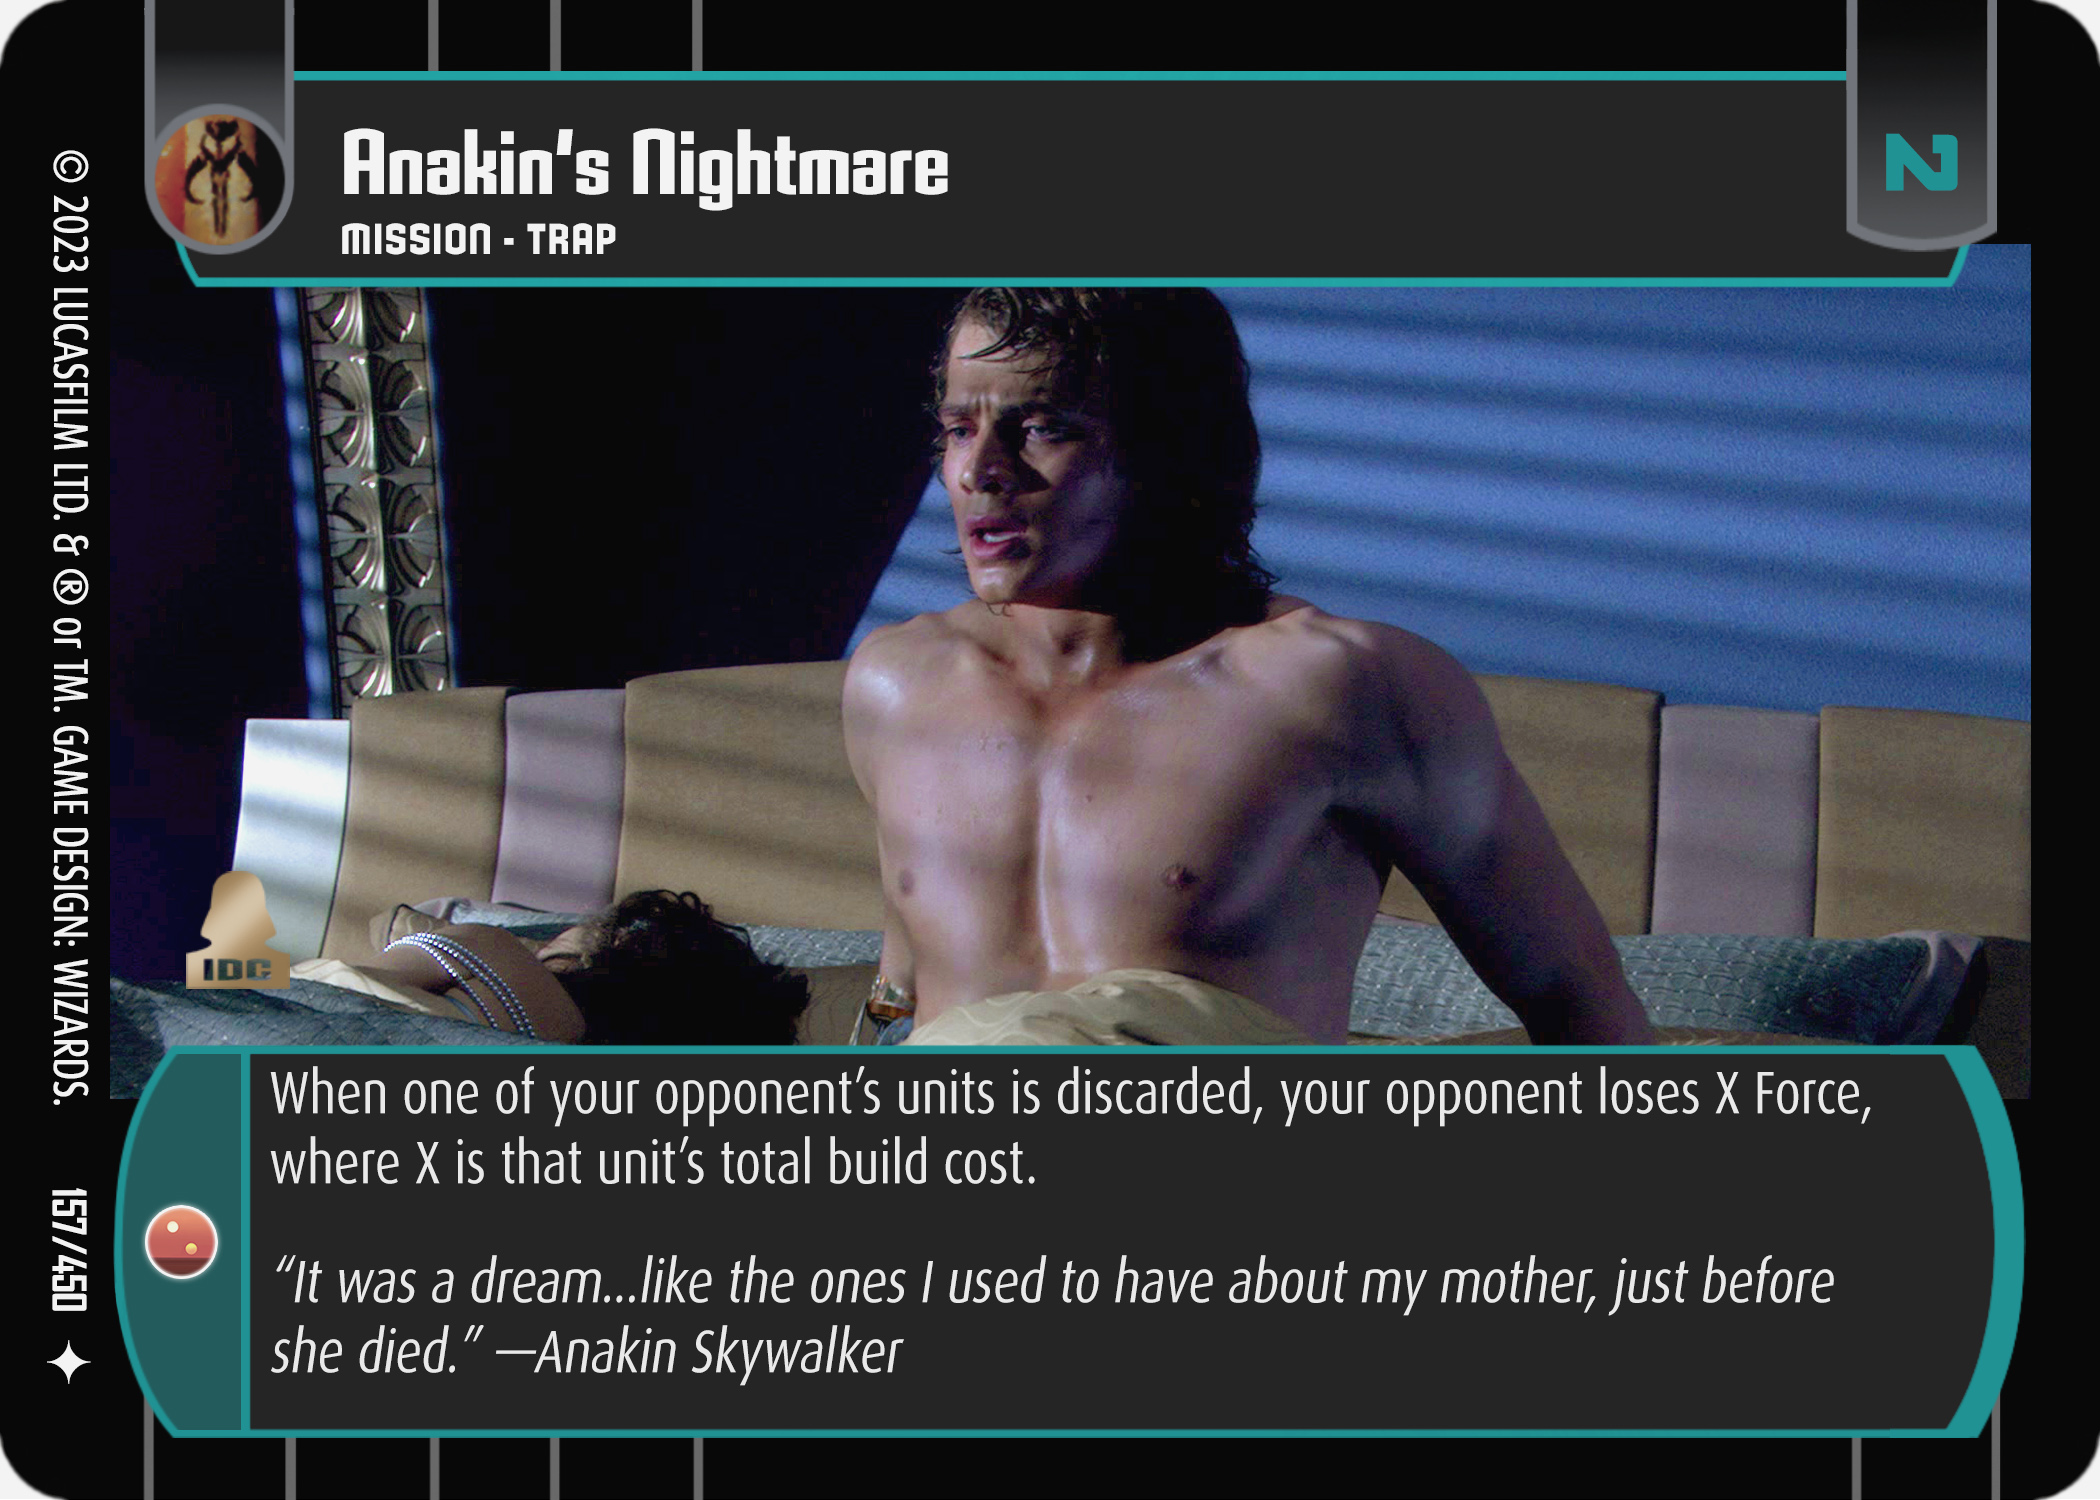 Anakin's Nightmare
MISSION - TRAP
2
© 2023 LUCASFILM LTD. & ® or TM. GAME DESIGN: WIZARDS. 157/450
IDC
When one of your opponent's units is discarded, your opponent loses X Force,
where X is that unit's total build cost.
“It was a dream...like the ones I used to have about my mother, just before
she died.” —Anakin Skywalker